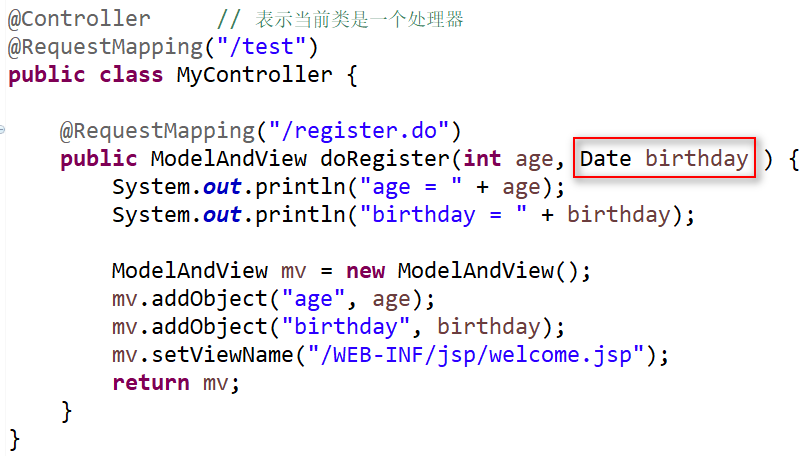 @Controller // 表示当前类是一个处理器
@RequestMapping("/test")
public class MyController {
@RequestMapping("/register.do")
public ModelAndView doRegister(int age, Date birthday ) {
System.out.println("age = " + age);
System.out.println("birthday = " + birthday);
ModelAndView mv = new ModelAndView();
mv.addObject("age", age);
mv.addObject("birthday", birthday);
mv.setViewName("/WEB-INF/jsp/welcome.jsp");
return mv;
}
}